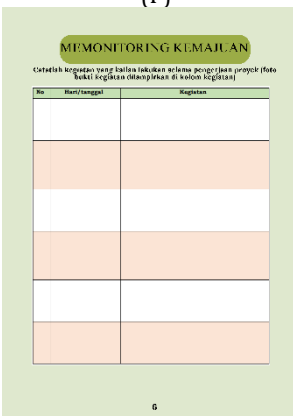 MEMONITORING KEMAJUAN
Catatlah kegiatan yang kalian lakukan selama pengerjaan proyek (foto
bukti kegiatan ditampirkan di kolom kegiatan)
No Hari/tanggal Kegiatan
6